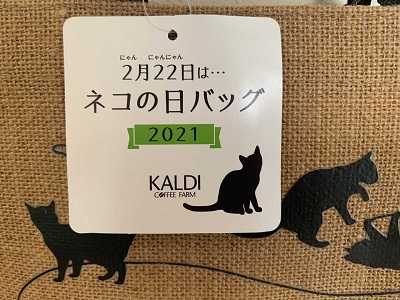 にゃん にゃんにゃん
2月22日は…
ネコの日バッグ
2021
KALDI
COFFEE FARM